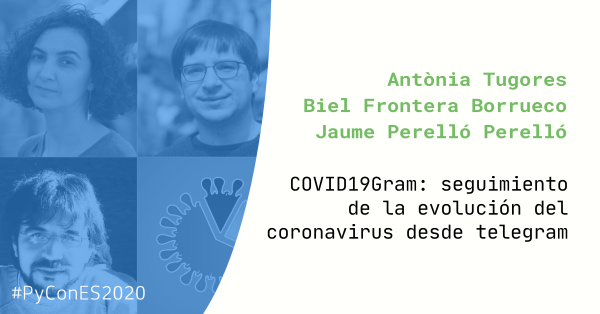 Antònia Tugores
Biel Frontera Borrueco
Jaume Perelló Perelló
COVID19Gram: seguimiento
de la evolución del
coronavirus desde telegram
#PyConES2020